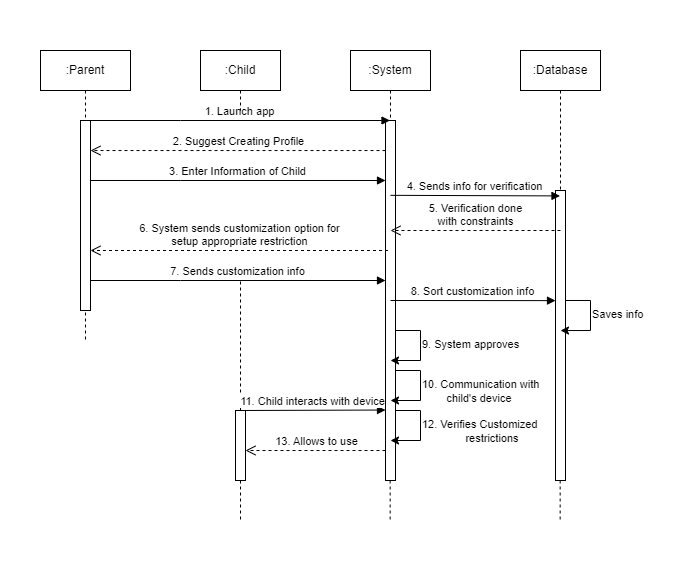 :Parent
:Child
:System
:Database
1. Launch app
2. Suggest Creating Profile
3. Enter Information of Child
4. Sends info for verification
5. Verification done
with constraints
6. System sends customization option for
setup appropriate restriction
7. Sends customization info
8. Sort customization info
Saves info
9. System approves
10. Communication with
child's device
11. Child interacts with device
12. Verifies Customized
restrictions
13. Allows to use